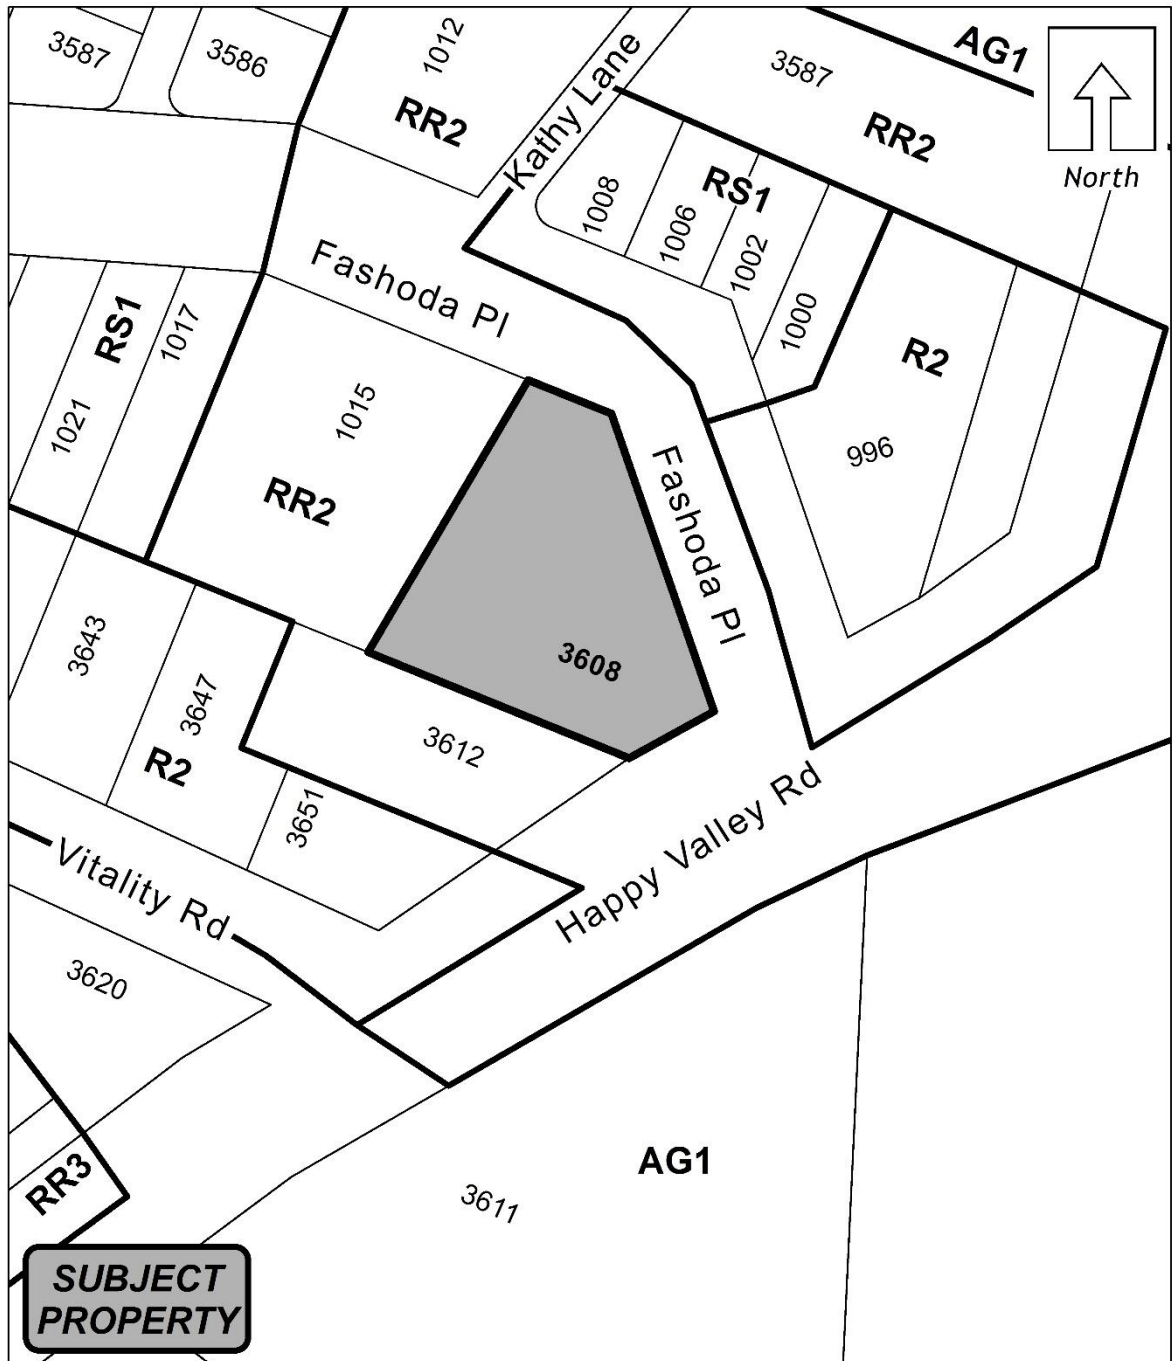 3587
3586
1012
RR2
Kathy Lane
3587
AG1
RR2
North
1008
1006
RS1
1002
1000
Fashoda Pl
RS1
1017
1021
1015
RR2
R2
996
Fashoda Pl
3608
3643
3647
R2
3612
3651
Vitality Rd
Happy Valley Rd
3620
RR3
AG1
3611
SUBJECT
PROPERTY